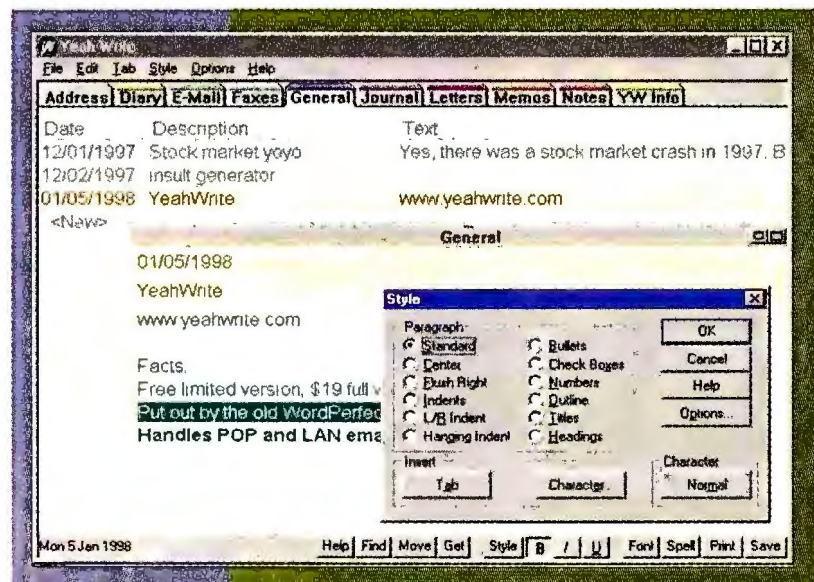 Yeah Write
File Edit Tab Style Options Help
Address Diary E-Mail Faxes General Journal Letters Memos Notes YW Info
Date Description Text
12/01/1997 Stock market yoyo Yes, there was a stock market crash in 1997. B
12/02/1997 insult generator
01/05/1998 YeahWrite www.yeahwrite.com
<New>
General
01/05/1998
YeahWrite
www.yeahwrite.com
Facts.
Free limited version, $19 full v
Put out by the old WordPerfec
Handles POP and LAN ema
Style
Paragraph
Standard
Center
Flush Right
Indents
L/R Indent
Hanging Indent
Bullets
Check Boxes
Numbers
Outline
Titles
Headings
OK
Cancel
Help
Options...
Insert
Tab
Character.
Character
Normal
Mon 5 Jan 1998 Help Find Move Get Style B I U Font Spell Print Save